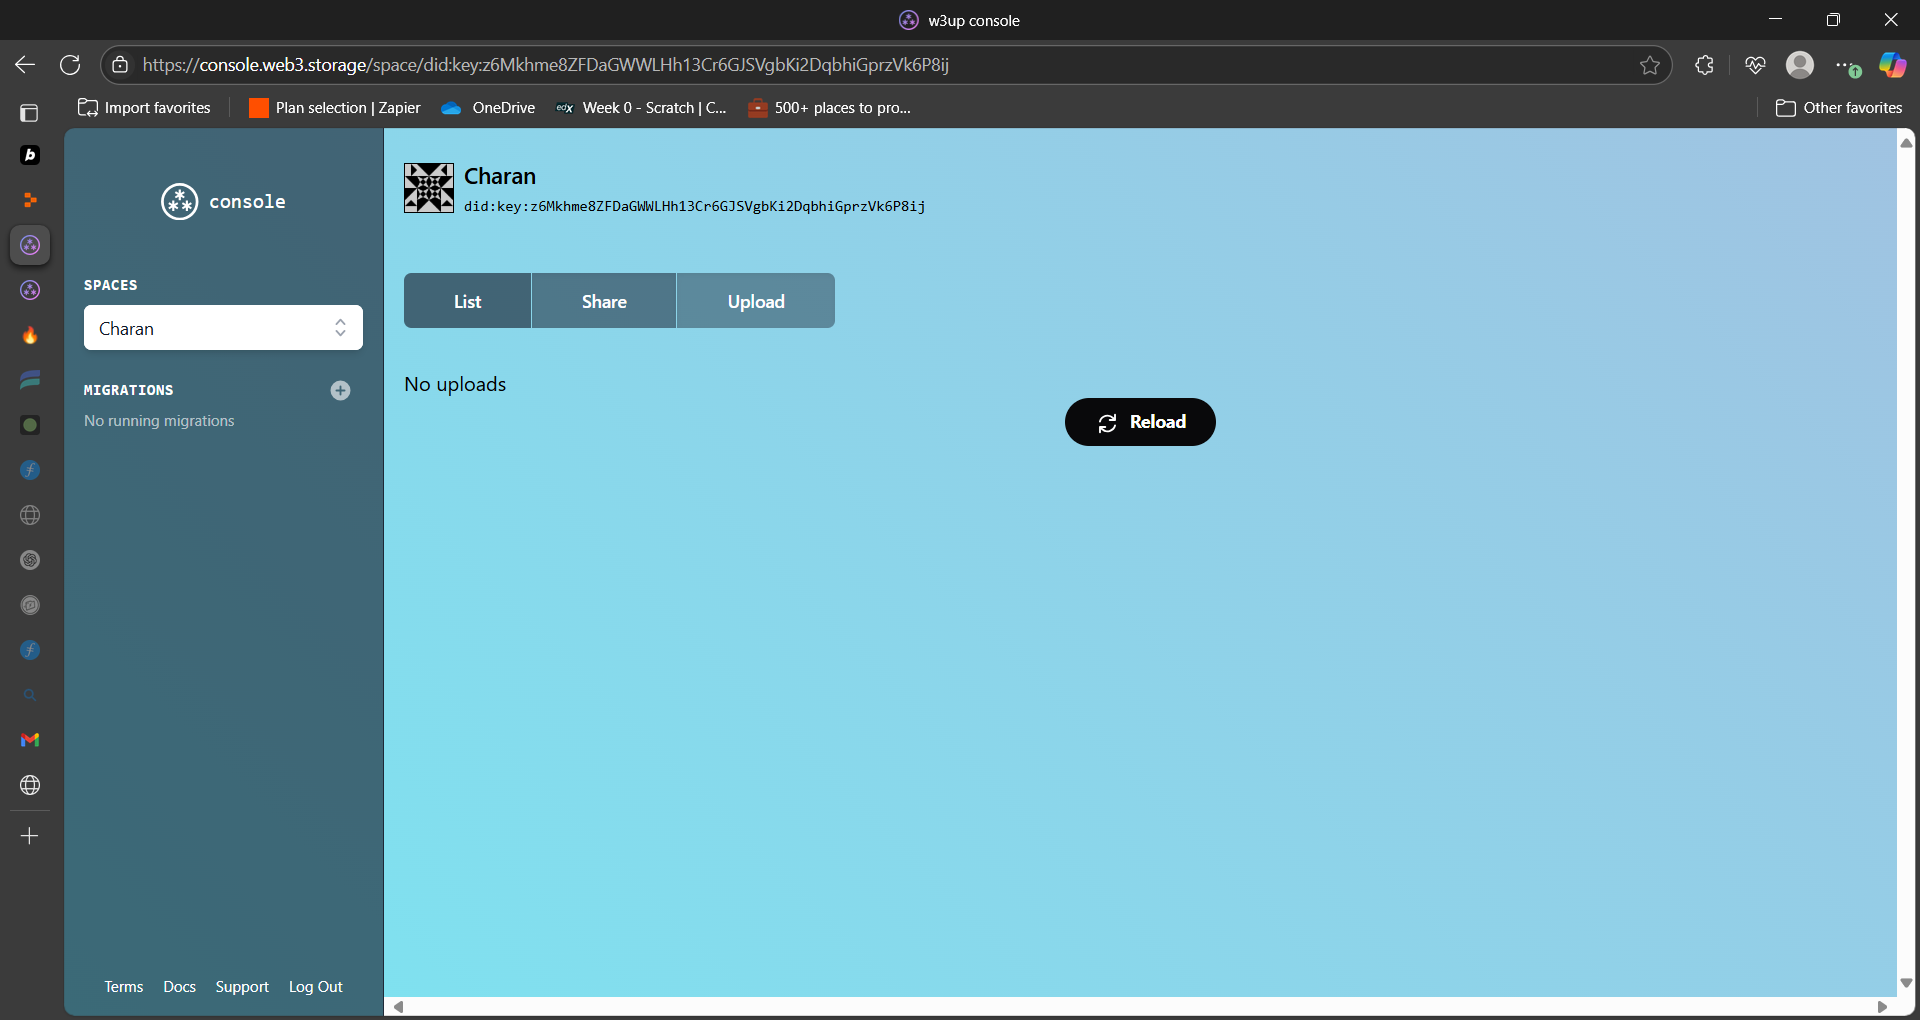 w3up console
https://console.web3.storage/space/did:key:z6Mkhme8ZFDaGWWLHh13Cr6GJSVgbKi2DqbhiGprzVk6P8ij
Import favorites
Plan selection | Zapier
OneDrive
edX
Week 0 - Scratch | C...
500+ places to pro...
Other favorites
b
console
SPACES
Charan
MIGRATIONS
No running migrations
Terms Docs Support Log Out
Charan
did:key:z6Mkhme8ZFDaGWWLHh13Cr6GJSVgbKi2DqbhiGprzVk6P8ij
List Share Upload
No uploads
Reload